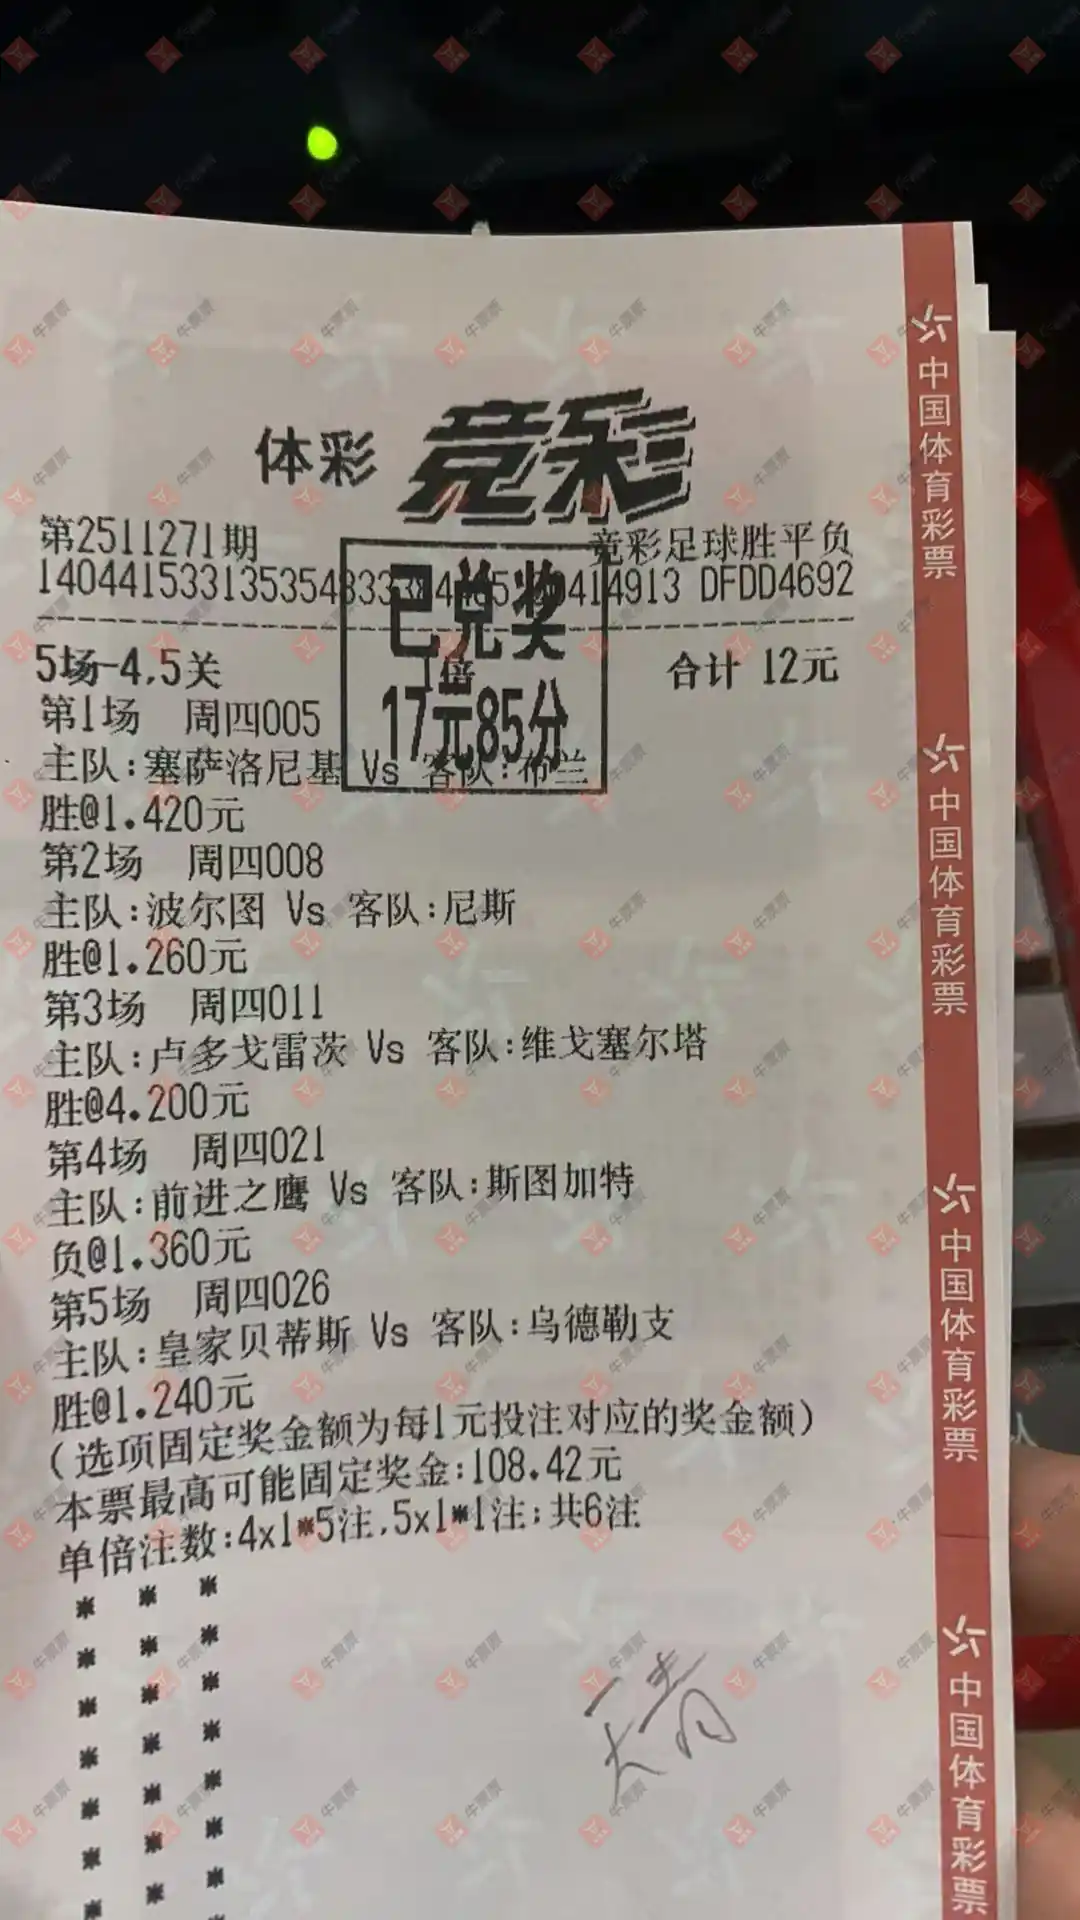 体彩 竞彩
第2511271期 竞彩足球胜平负
DFDD4692
已兑奖
17元85分
5场-4,5关 1倍 合计 12元
第1场 周四005
主队:塞萨洛尼基 Vs 客队:布兰
胜@1.420元
第2场 周四008
主队:波尔图 Vs 客队:尼斯
胜@1.260元
第3场 周四011
主队:卢多戈雷茨 Vs 客队:维戈塞尔塔
胜@4.200元
第4场 周四021
主队:前进之鹰 Vs 客队:斯图加特
负@1.360元
第5场 周四026
主队:皇家贝蒂斯 Vs 客队:乌德勒支
胜@1.240元
(选项固定奖金额为每1元投注对应的奖金额)
本票最高可能固定奖金:108.42元
单倍注数:4x1*5注,5x1*1注;共6注
中国体育彩票
中国体育彩票
中国体育彩票
中国体育彩票
牛票票